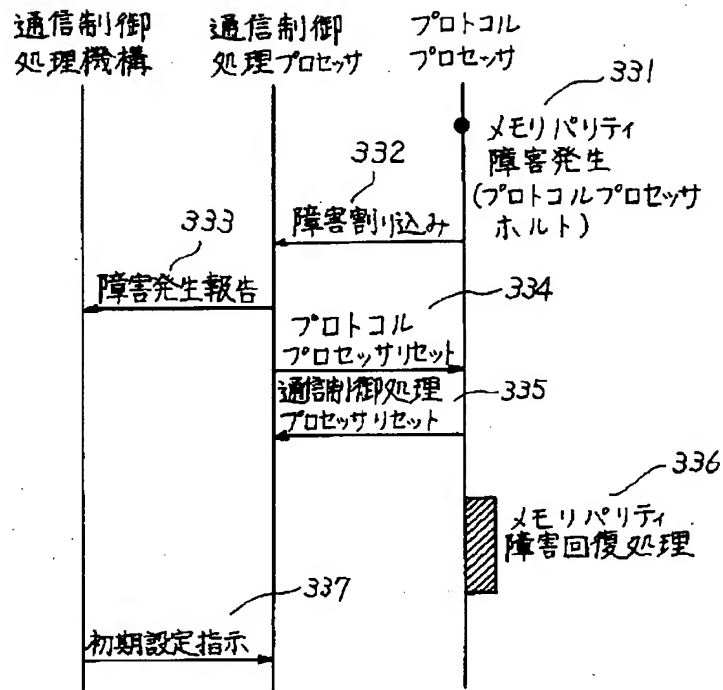 通信制御
処理機構
通信制御
処理プロセッサ
プロトコル
プロセッサ
331
メモリパリティ
障害発生
(プロトコルプロセッサ
ホルト)
332
障害割り込み
333
障害発生報告
334
プロトコル
プロセッサリセット
335
通信制御処理
プロセッサリセット
336
メモリパリティ
障害回復処理
337
初期設定指示